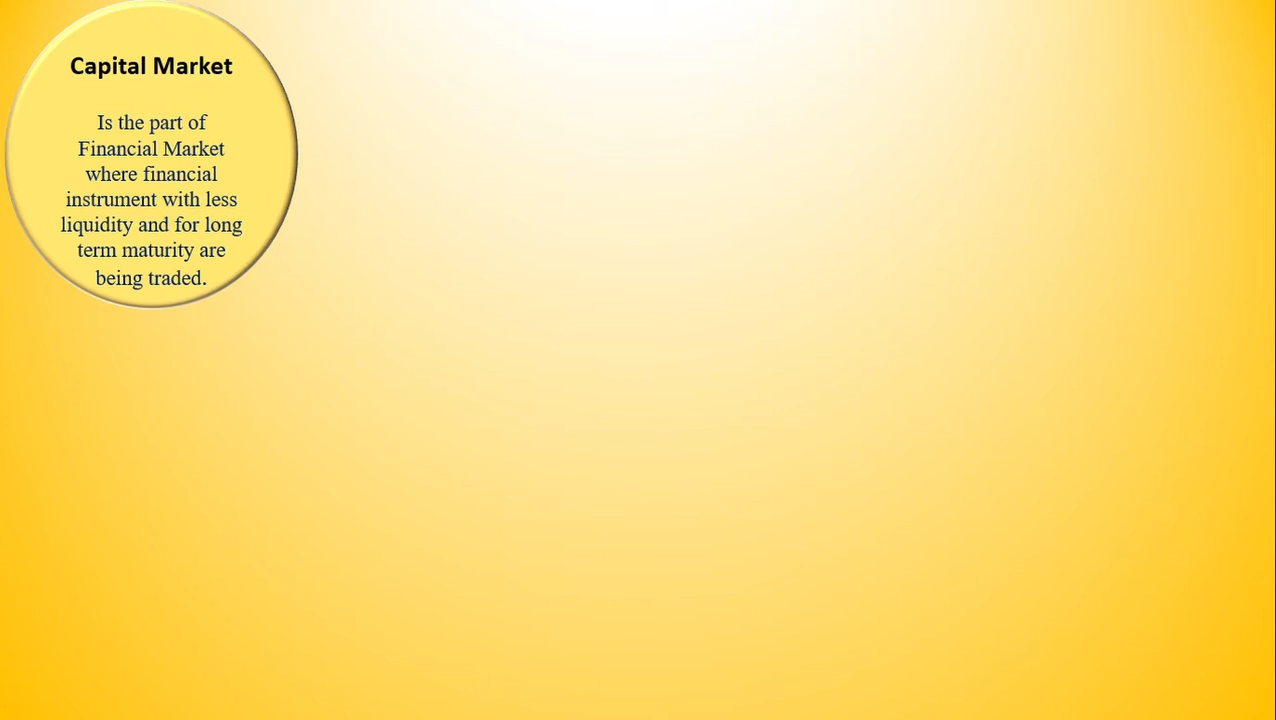 Capital Market
Is the part of
Financial Market
where financial
instrument with less
liquidity and for long
term maturity are
being traded.